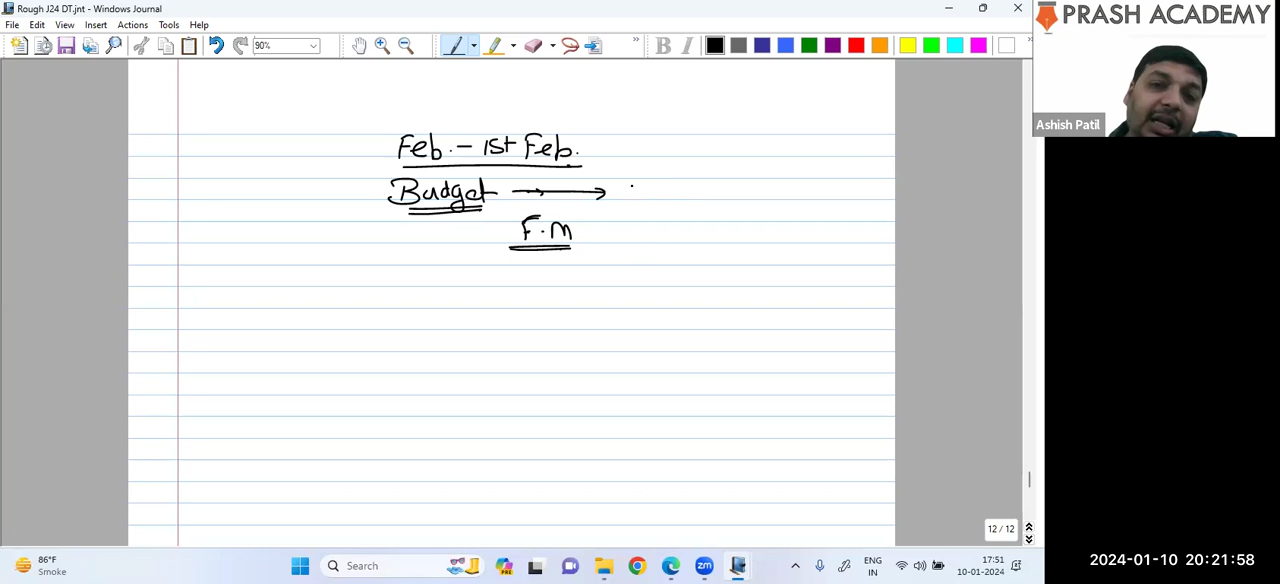 Rough J24 DT.jnt - Windows Journal
File Edit View Insert Actions Tools Help
90%
PRASH ACADEMY
Ashish Patil
Feb. - 1st Feb.
Budget
F.M
12 / 12
86°F
Smoke
Search
ENG
IN
17:51
10-01-2024
2024-01-10 20:21:58